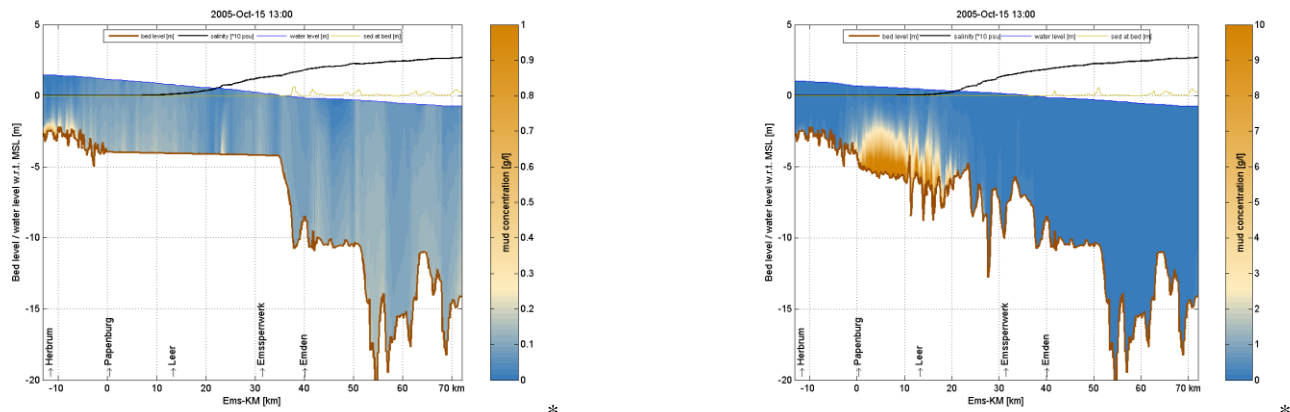 2005-Oct-15 13:00
bed level [m] salinity [*10 psu] water level [m] sed at bed [m]
5
0
-5
-10
-15
-20
Bed level / water level w.r.t. MSL [m]
Herbrum
Papenburg
Leer
Emssperrwerk
Emden
-10 0 10 20 30 40 50 60 70 km
Ems-KM [km]
1
0.9
0.8
0.7
0.6
0.5
0.4
0.3
0.2
0.1
0
mud concentration [g/l]
*
2005-Oct-15 13:00
bed level [m] salinity [*10 psu] water level [m] sed at bed [m]
5
0
-5
-10
-15
-20
Bed level / water level w.r.t. MSL [m]
Herbrum
Papenburg
Leer
Emssperrwerk
Emden
-10 0 10 20 30 40 50 60 70 km
Ems-KM [km]
10
9
8
7
6
5
4
3
2
1
0
mud concentration [g/l]
*